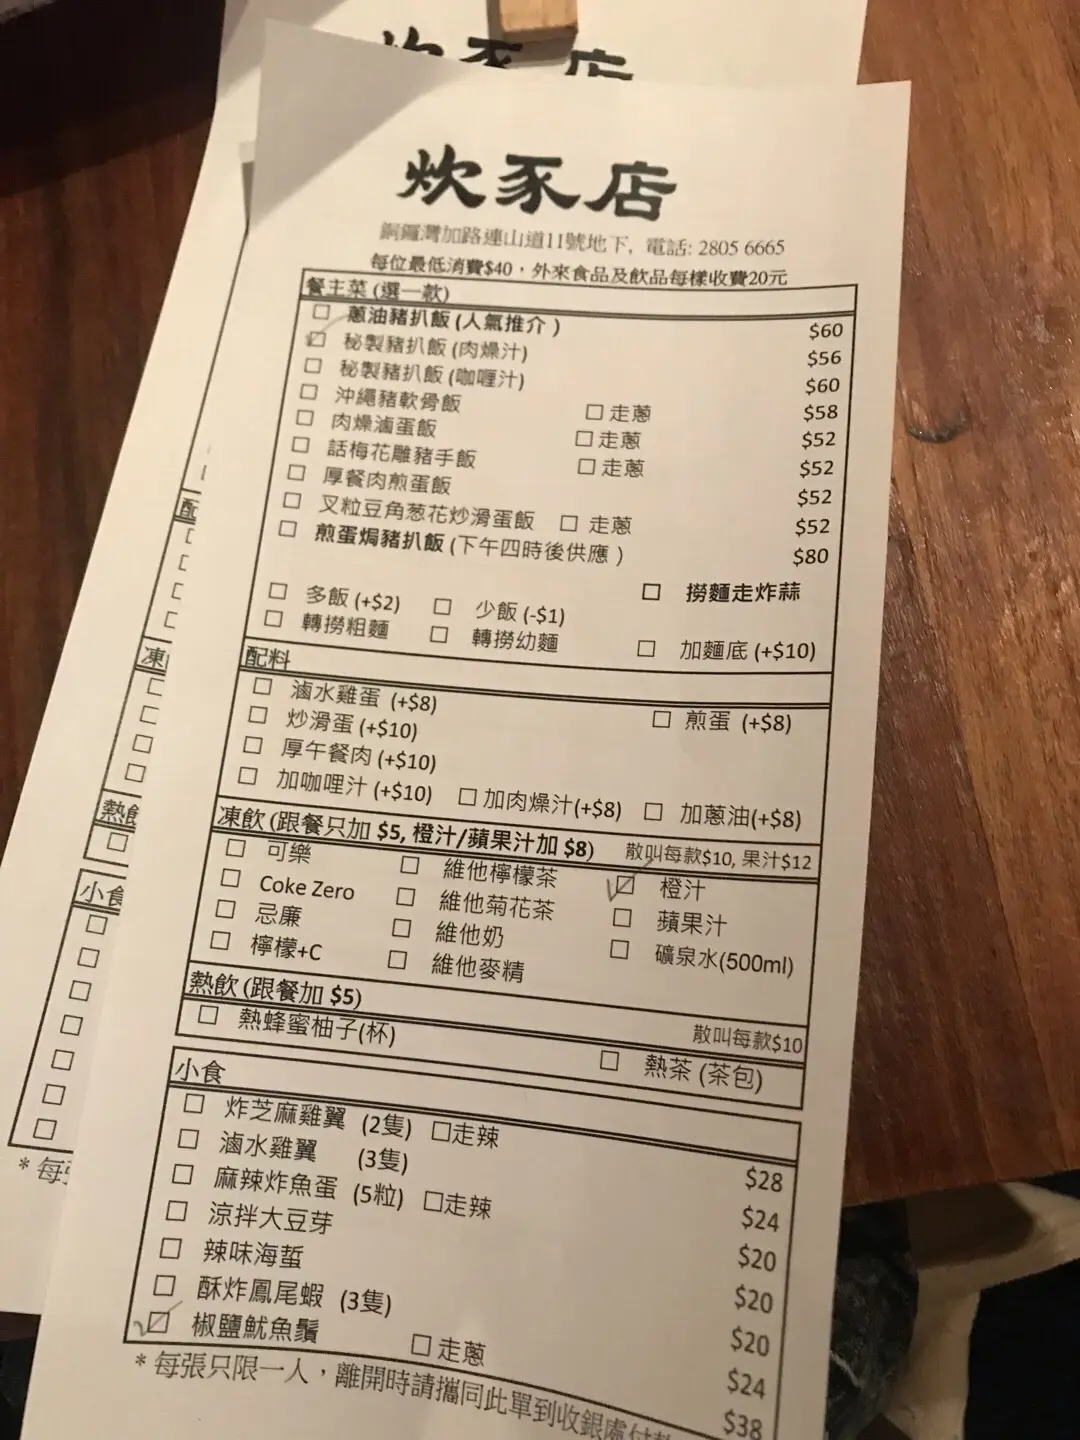 炊豕店
炊豕店
銅鑼灣加路連山道11號地下, 電話: 2805 6665
每位最低消費$40，外來食品及飲品每樣收費20元
餐主菜 (選一款)
☐ 蔥油豬扒飯 (人氣推介 ) $60
☑ 秘製豬扒飯 (肉燥汁) $56
☐ 秘製豬扒飯 (咖喱汁) $60
☐ 沖繩豬軟骨飯 ☐ 走蔥 $58
☐ 肉燥滷蛋飯 ☐ 走蔥 $52
☐ 話梅花雕豬手飯 ☐ 走蔥 $52
☐ 厚餐肉煎蛋飯 $52
☐ 叉粒豆角葱花炒滑蛋飯 ☐ 走蔥 $52
☐ 煎蛋焗豬扒飯 (下午四時後供應 ) $80
☐ 撈麵走炸蒜
☐ 多飯 (+$2) ☐ 少飯 (-$1)
☐ 轉撈粗麵 ☐ 轉撈幼麵 ☐ 加麵底 (+$10)
配料
☐ 滷水雞蛋 (+$8) ☐ 煎蛋 (+$8)
☐ 炒滑蛋 (+$10)
☐ 厚午餐肉 (+$10)
☐ 加咖哩汁 (+$10) ☐ 加肉燥汁(+$8) ☐ 加蔥油(+$8)
凍飲 (跟餐只加 $5, 橙汁/蘋果汁加 $8) 散叫每款$10, 果汁$12
☐ 可樂 ☐ 維他檸檬茶 ☑ 橙汁
☐ Coke Zero ☐ 維他菊花茶 ☐ 蘋果汁
☐ 忌廉 ☐ 維他奶 ☐ 礦泉水(500ml)
☐ 檸檬+C ☐ 維他麥精
熱飲 (跟餐加 $5) 散叫每款$10
☐ 熱蜂蜜柚子(杯) ☐ 熱茶 (茶包)
小食
☐ 炸芝麻雞翼 (2隻) ☐走辣 $28
☐ 滷水雞翼 (3隻) $24
☐ 麻辣炸魚蛋 (5粒) ☐走辣 $20
☐ 涼拌大豆芽 $20
☐ 辣味海蜇 $20
☐ 酥炸鳳尾蝦 (3隻) $24
☑ 椒鹽魷魚鬚 ☐走蔥 $38
* 每張只限一人，離開時請攜同此單到收銀處付
配
凍
熱飲
小食
* 每